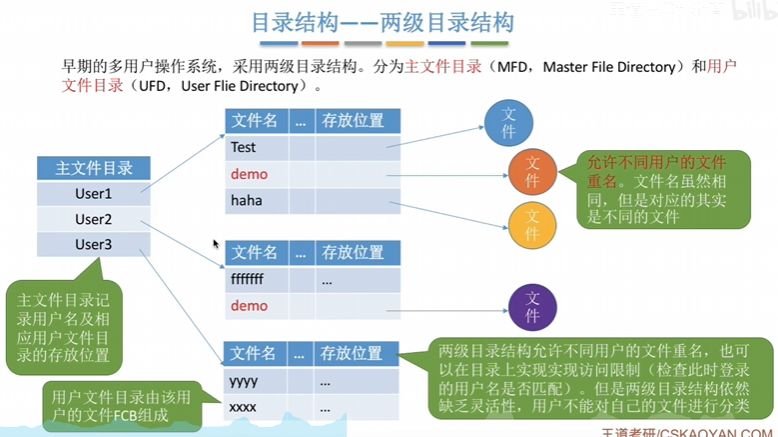 目录结构——两级目录结构
bilibili
早期的多用户操作系统，采用两级目录结构。分为主文件目录（MFD，Master File Directory）和用户
文件目录（UFD，User Flie Directory）。
主文件目录
User1
User2
User3
文件名 ... 存放位置
Test
demo
haha
文
件
文
件
文
件
允许不同用户的文件
重名。文件名虽然相
同，但是对应的其实
是不同的文件
文件名 ... 存放位置
fffffff ...
demo
文
件
主文件目录记
录用户名及相
应用户文件目
录的存放位置
文件名 ... 存放位置
yyyy ...
xxxx ...
用户文件目录由该用
户的文件FCB组成
两级目录结构允许不同用户的文件重名，也可
以在目录上实现实现访问限制（检查此时登录
的用户名是否匹配）。但是两级目录结构依然
缺乏灵活性，用户不能对自己的文件进行分类
王道考研/CSKAOYAN.COM